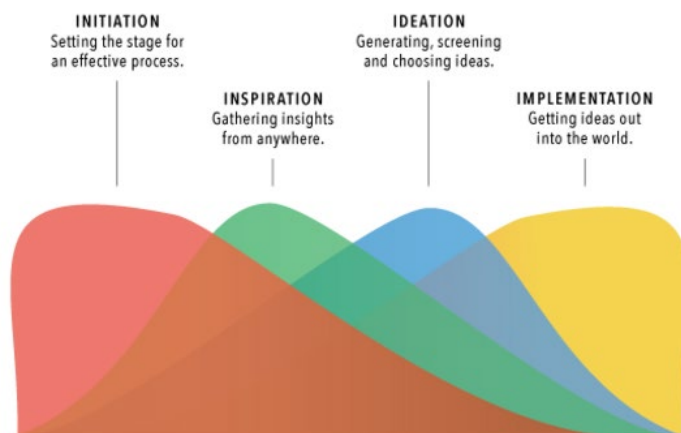 INITIATION
Setting the stage for
an effective process.
INSPIRATION
Gathering insights
from anywhere.
IDEATION
Generating, screening
and choosing ideas.
IMPLEMENTATION
Getting ideas out
into the world.